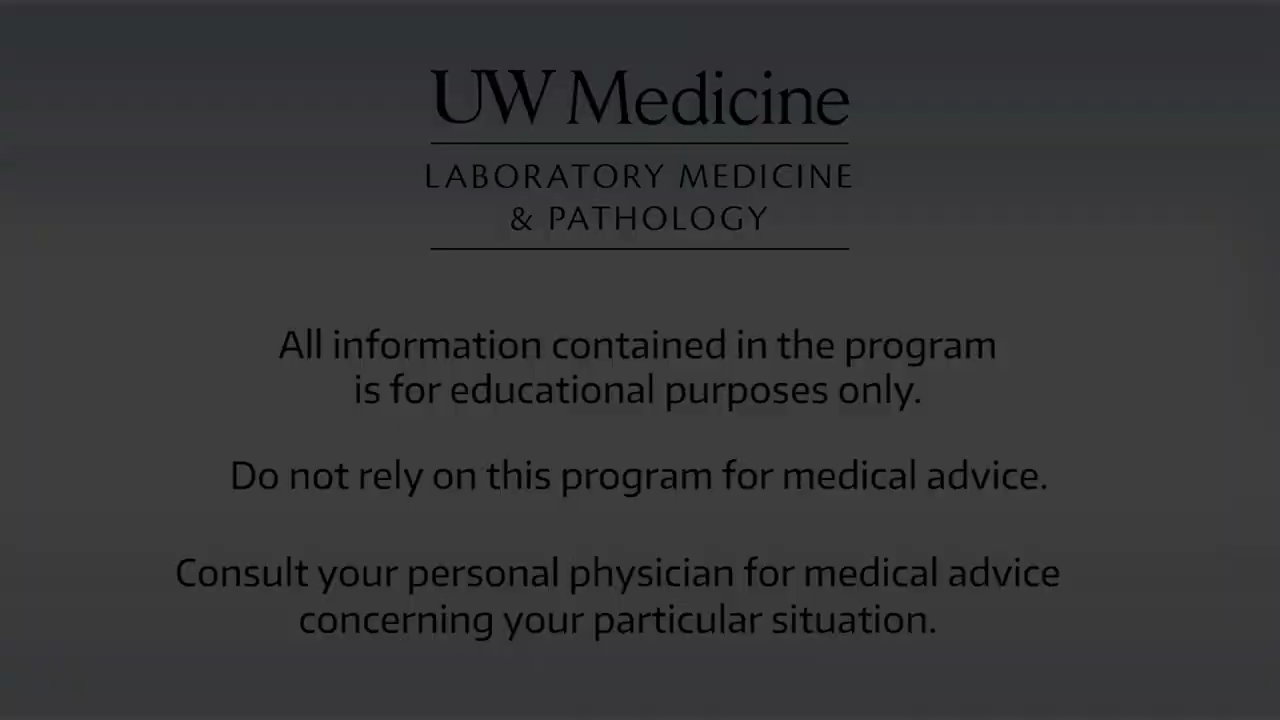 UW Medicine
LABORATORY MEDICINE
& PATHOLOGY
All information contained in the program
is for educational purposes only.
Do not rely on this program for medical advice.
Consult your personal physician for medical advice
concerning your particular situation.